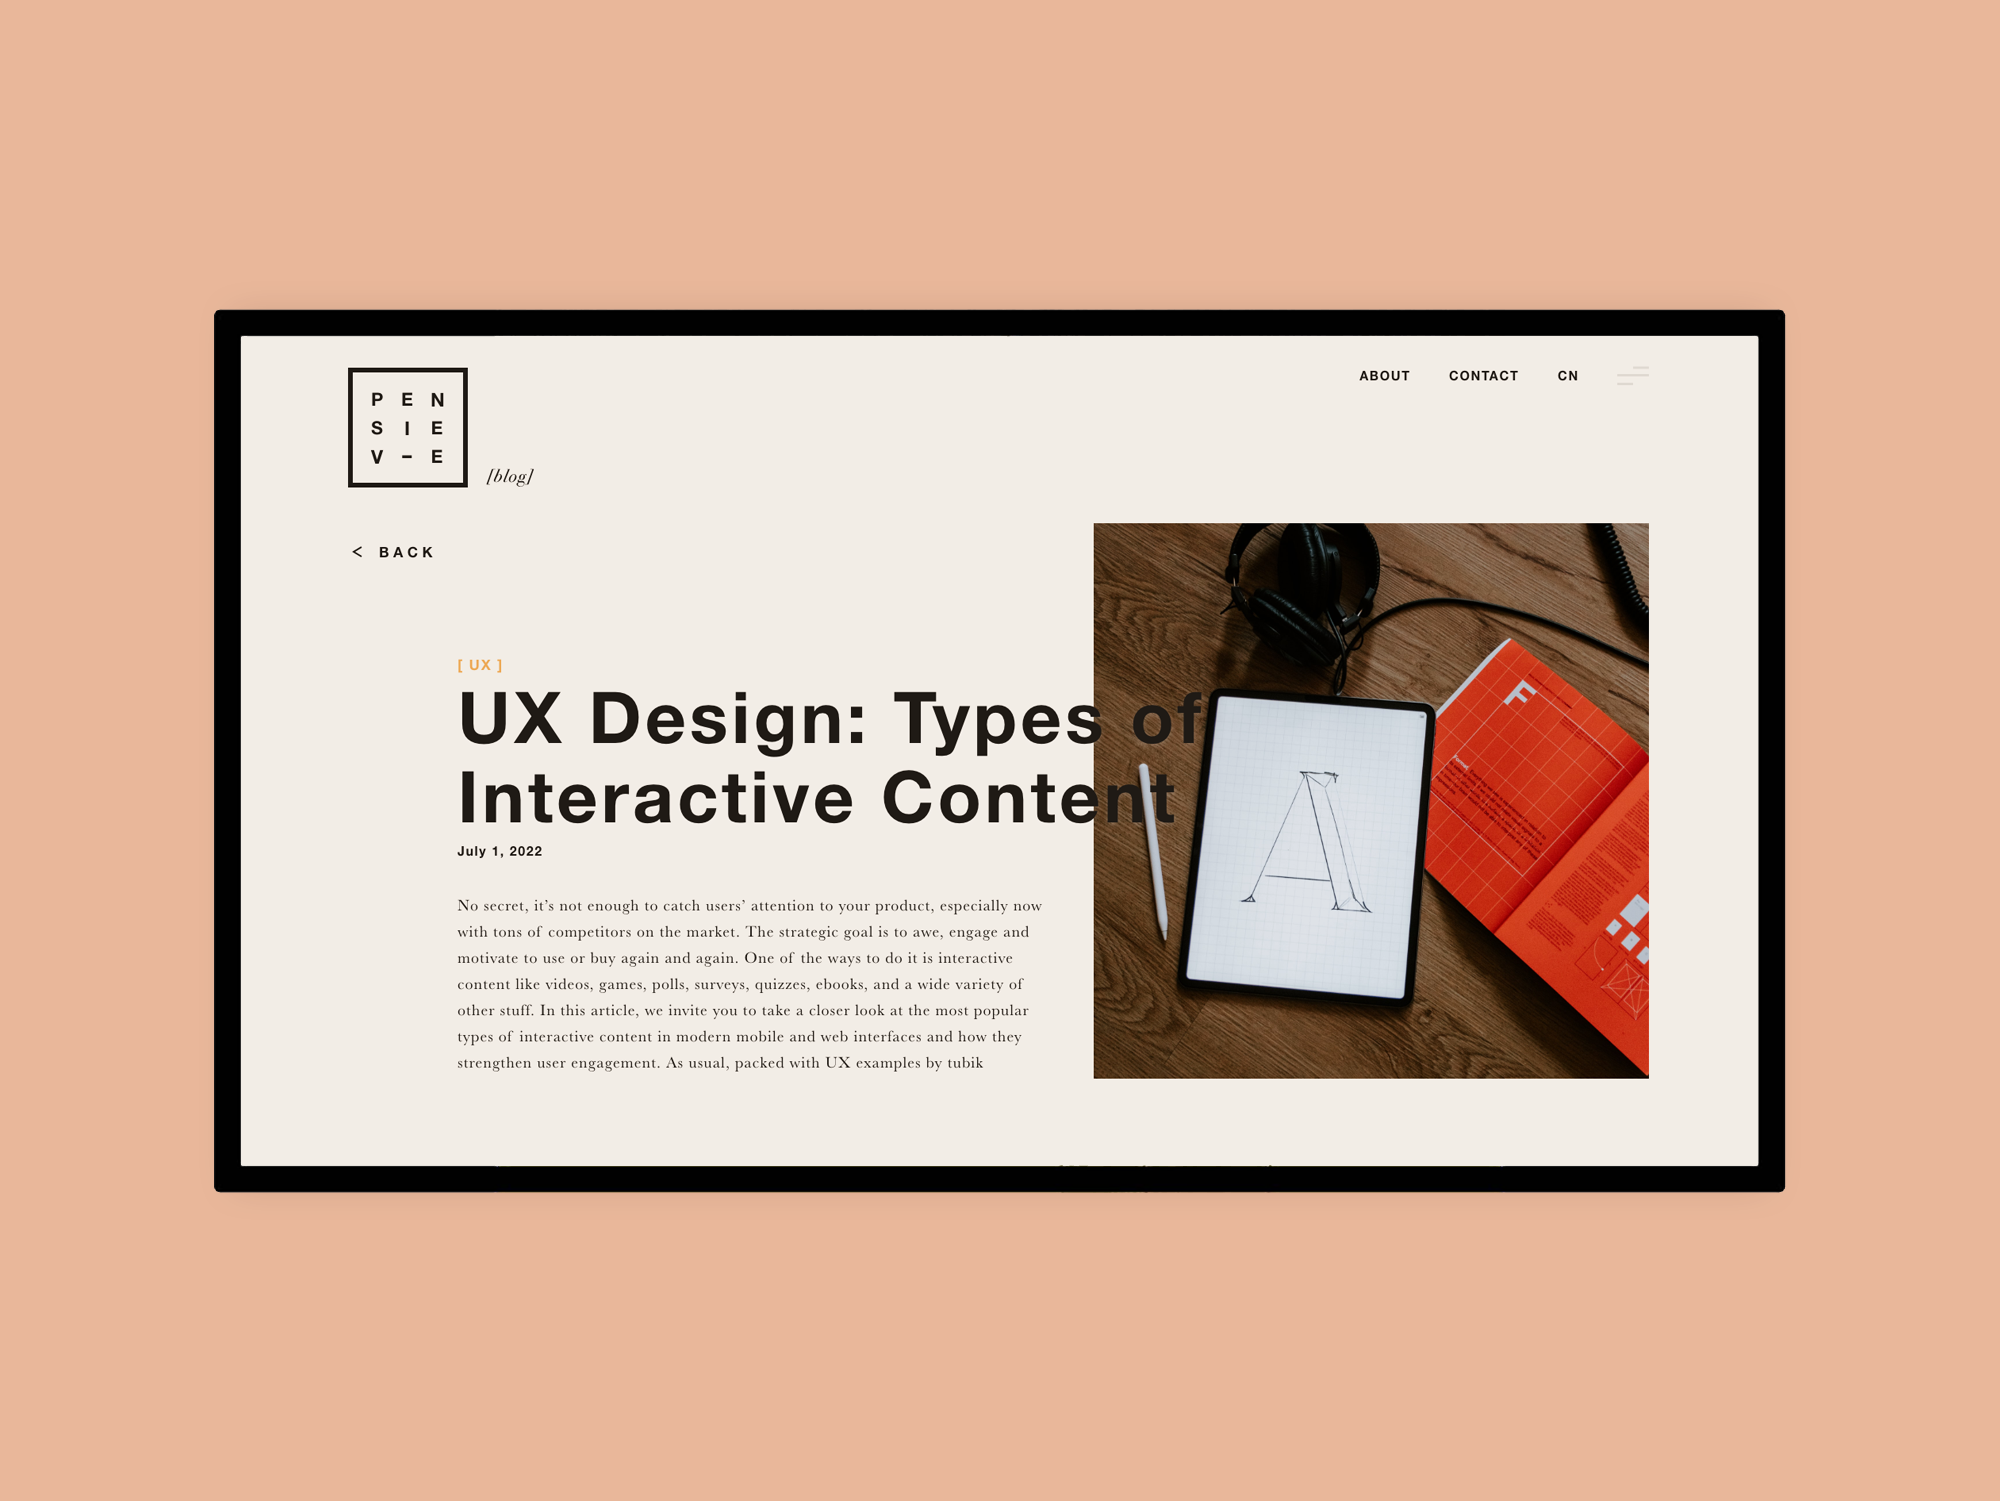 PEN
SIE
V-E
[blog]
ABOUT CONTACT CN
< BACK
[ UX ]
UX Design: Types of
Interactive Content
July 1, 2022
No secret, it’s not enough to catch users’ attention to your product, especially now
with tons of competitors on the market. The strategic goal is to awe, engage and
motivate to use or buy again and again. One of the ways to do it is interactive
content like videos, games, polls, surveys, quizzes, ebooks, and a wide variety of
other stuff. In this article, we invite you to take a closer look at the most popular
types of interactive content in modern mobile and web interfaces and how they
strengthen user engagement. As usual, packed with UX examples by tubik
A
F